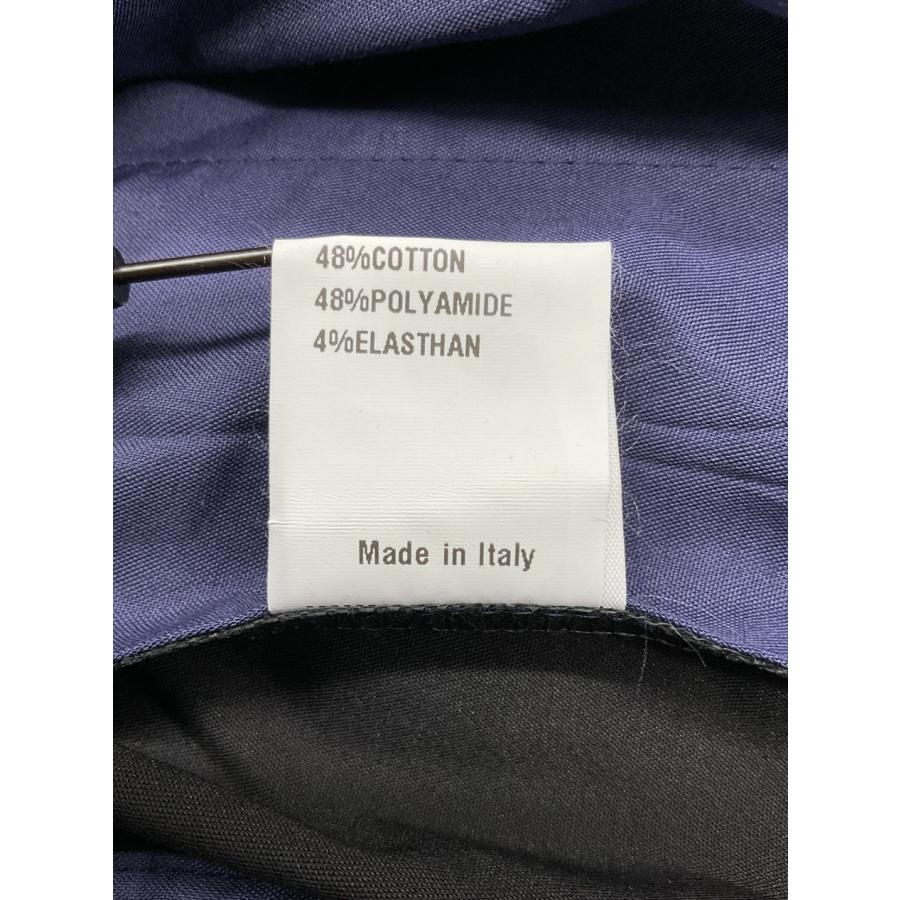 48%COTTON
48%POLYAMIDE
4%ELASTHAN
Made in Italy